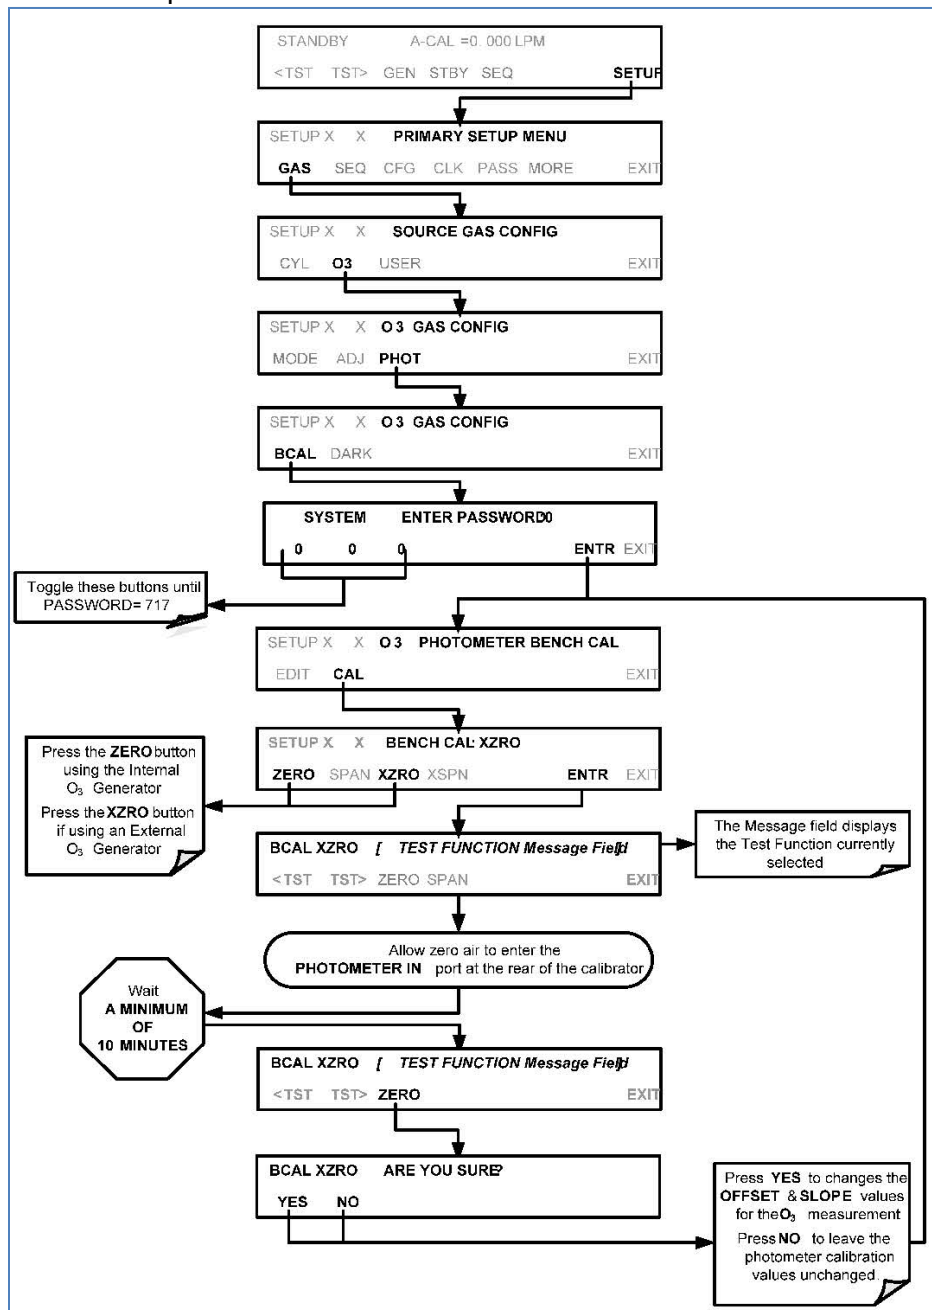 STANDBY A-CAL =0. 000 LPM
<TST TST> GEN STBY SEQ SETUP
SETUP X X PRIMARY SETUP MENU
GAS SEQ CFG CLK PASS MORE EXIT
SETUP X X SOURCE GAS CONFIG
CYL O3 USER EXIT
SETUP X X O3 GAS CONFIG
MODE ADJ PHOT EXIT
SETUP X X O3 GAS CONFIG
BCAL DARK EXIT
SYSTEM ENTER PASSWORD:0
0 0 0 ENTR EXIT
Toggle these buttons until
PASSWORD= 717
SETUP X X O3 PHOTOMETER BENCH CAL
EDIT CAL EXIT
SETUP X X BENCH CAL: XZRO
ZERO SPAN XZRO XSPN ENTR EXIT
Press the ZERO button
using the Internal
O₃ Generator
Press the XZRO button
if using an External
O₃ Generator
BCAL XZRO [ TEST FUNCTION Message Field]
<TST TST> ZERO SPAN EXIT
The Message field displays
the Test Function currently
selected
Allow zero air to enter the
PHOTOMETER IN port at the rear of the calibrator
Wait
A MINIMUM
OF
10 MINUTES
BCAL XZRO [ TEST FUNCTION Message Field]
<TST TST> ZERO EXIT
BCAL XZRO ARE YOU SURE?
YES NO
Press YES to changes the
OFFSET & SLOPE values
for the O₃ measurement
Press NO to leave the
photometer calibration
values unchanged.